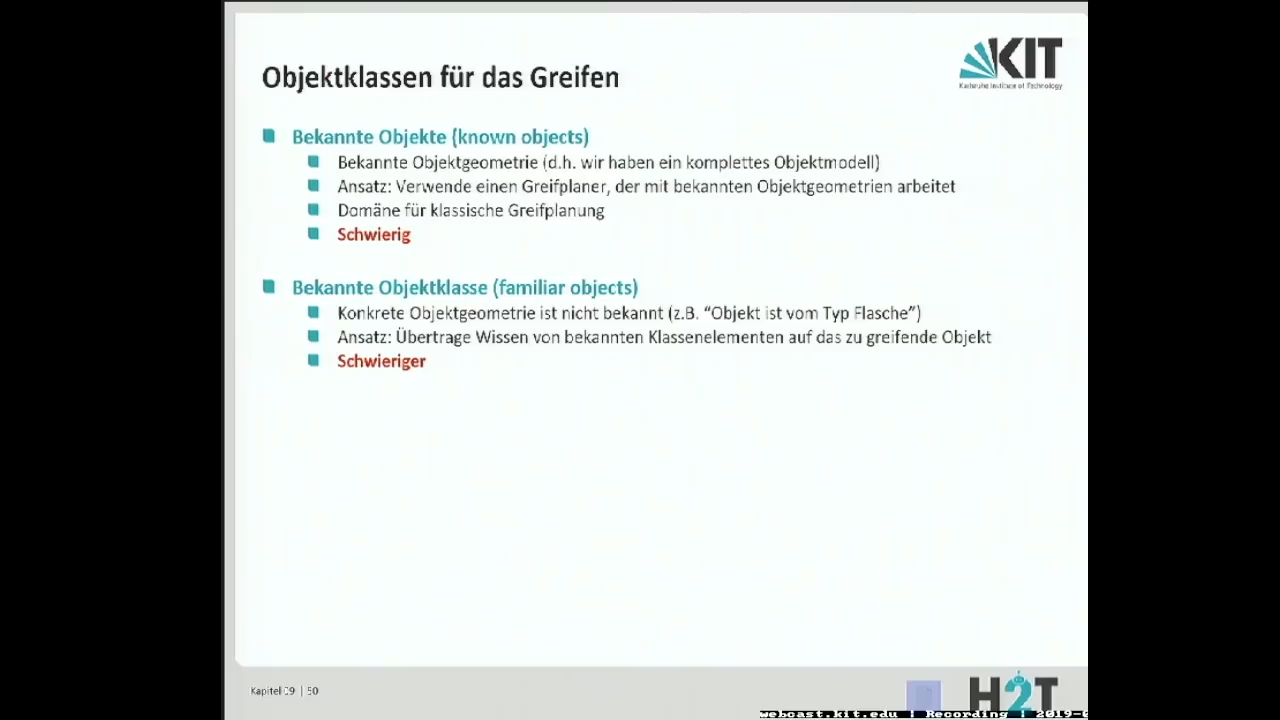 KIT
Karlsruhe Institute of Technology
Objektklassen für das Greifen
Bekannte Objekte (known objects)
Bekannte Objektgeometrie (d.h. wir haben ein komplettes Objektmodell)
Ansatz: Verwende einen Greifplaner, der mit bekannten Objektgeometrien arbeitet
Domäne für klassische Greifplanung
Schwierig
Bekannte Objektklasse (familiar objects)
Konkrete Objektgeometrie ist nicht bekannt (z.B. “Objekt ist vom Typ Flasche”)
Ansatz: Übertrage Wissen von bekannten Klassenelementen auf das zu greifende Objekt
Schwieriger
Kapitel 09 | 50
H2T
webcast.kit.edu | Recording | 2019-